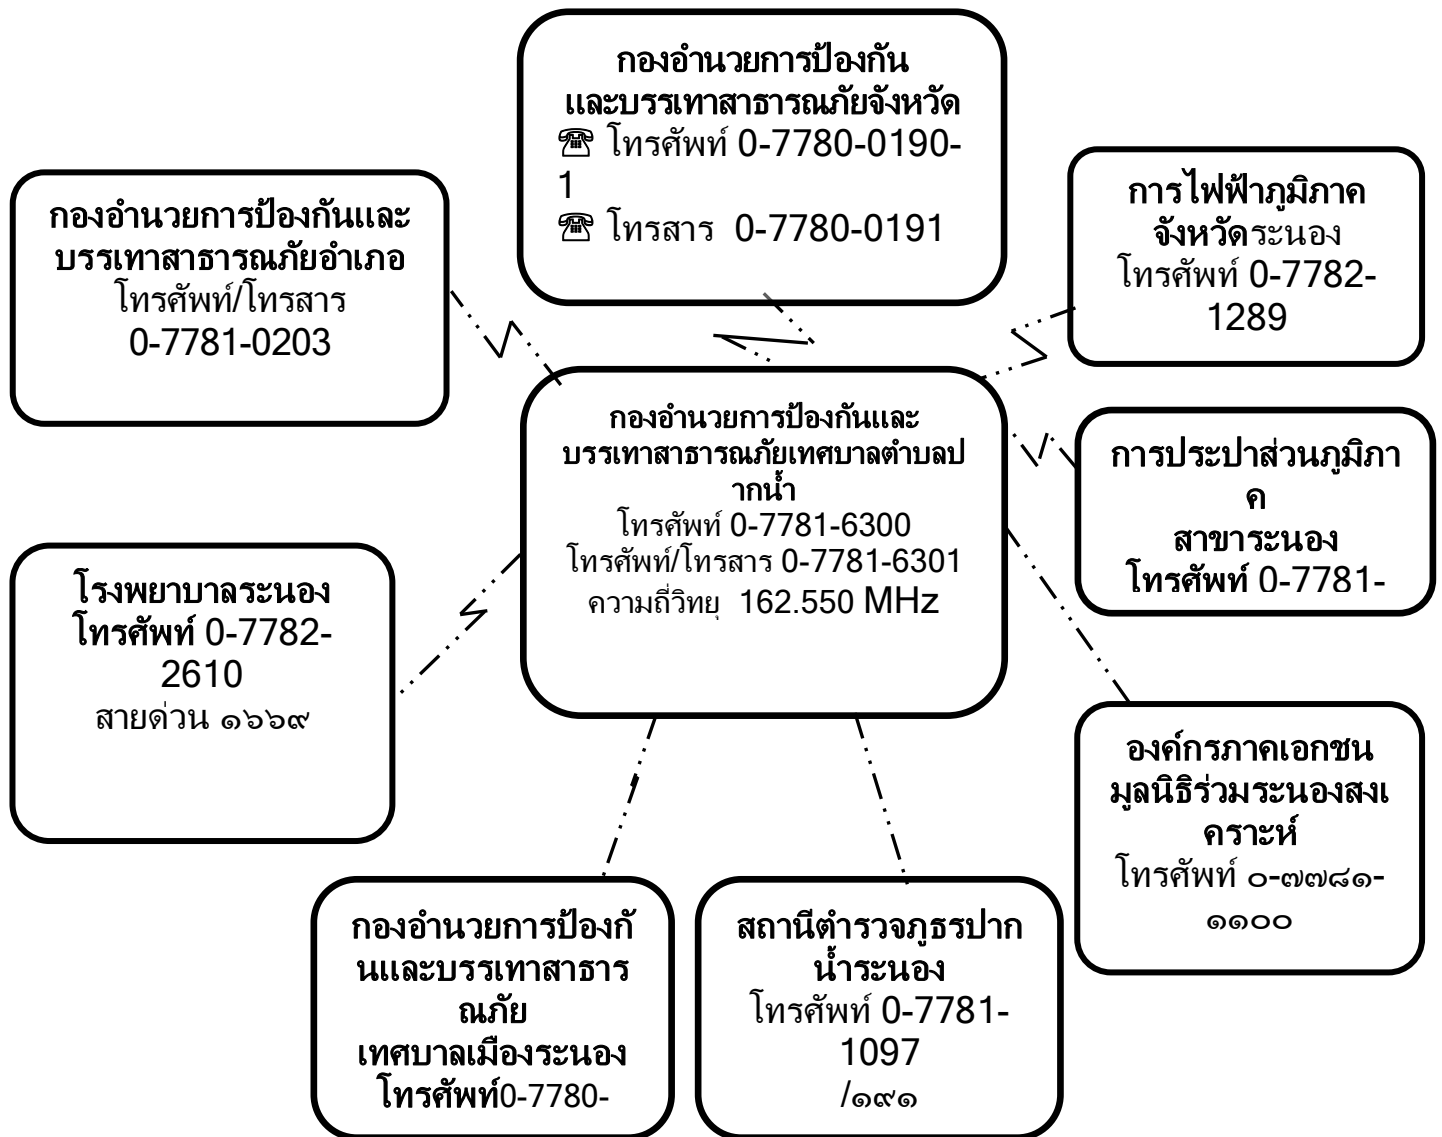 กองอำนวยการป้องกัน
และบรรเทาสาธารณภัยจังหวัด
☎ โทรศัพท์ 0-7780-0190-
1
☎ โทรสาร 0-7780-0191
กองอำนวยการป้องกันและ
บรรเทาสาธารณภัยอำเภอ
โทรศัพท์/โทรสาร
0-7781-0203
การไฟฟ้าภูมิภาค
จังหวัดระนอง
โทรศัพท์ 0-7782-
1289
กองอำนวยการป้องกันและ
บรรเทาสาธารณภัยเทศบาลตำบลป
ากน้ำ
โทรศัพท์ 0-7781-6300
โทรศัพท์/โทรสาร 0-7781-6301
ความถี่วิทยุ 162.550 MHz
การประปาส่วนภูมิภา
ค
สาขาระนอง
โทรศัพท์ 0-7781-
โรงพยาบาลระนอง
โทรศัพท์ 0-7782-
2610
สายด่วน ๑๖๖๙
องค์กรภาคเอกชน
มูลนิธิร่วมระนองสงเ
คราะห์
โทรศัพท์ ๐-๗๗๘๑-
๑๑๐๐
กองอำนวยการป้องกั
นและบรรเทาสาธาร
ณภัย
เทศบาลเมืองระนอง
โทรศัพท์0-7780-
สถานีตำรวจภูธรปาก
น้ำระนอง
โทรศัพท์ 0-7781-
1097
/๑๙๑